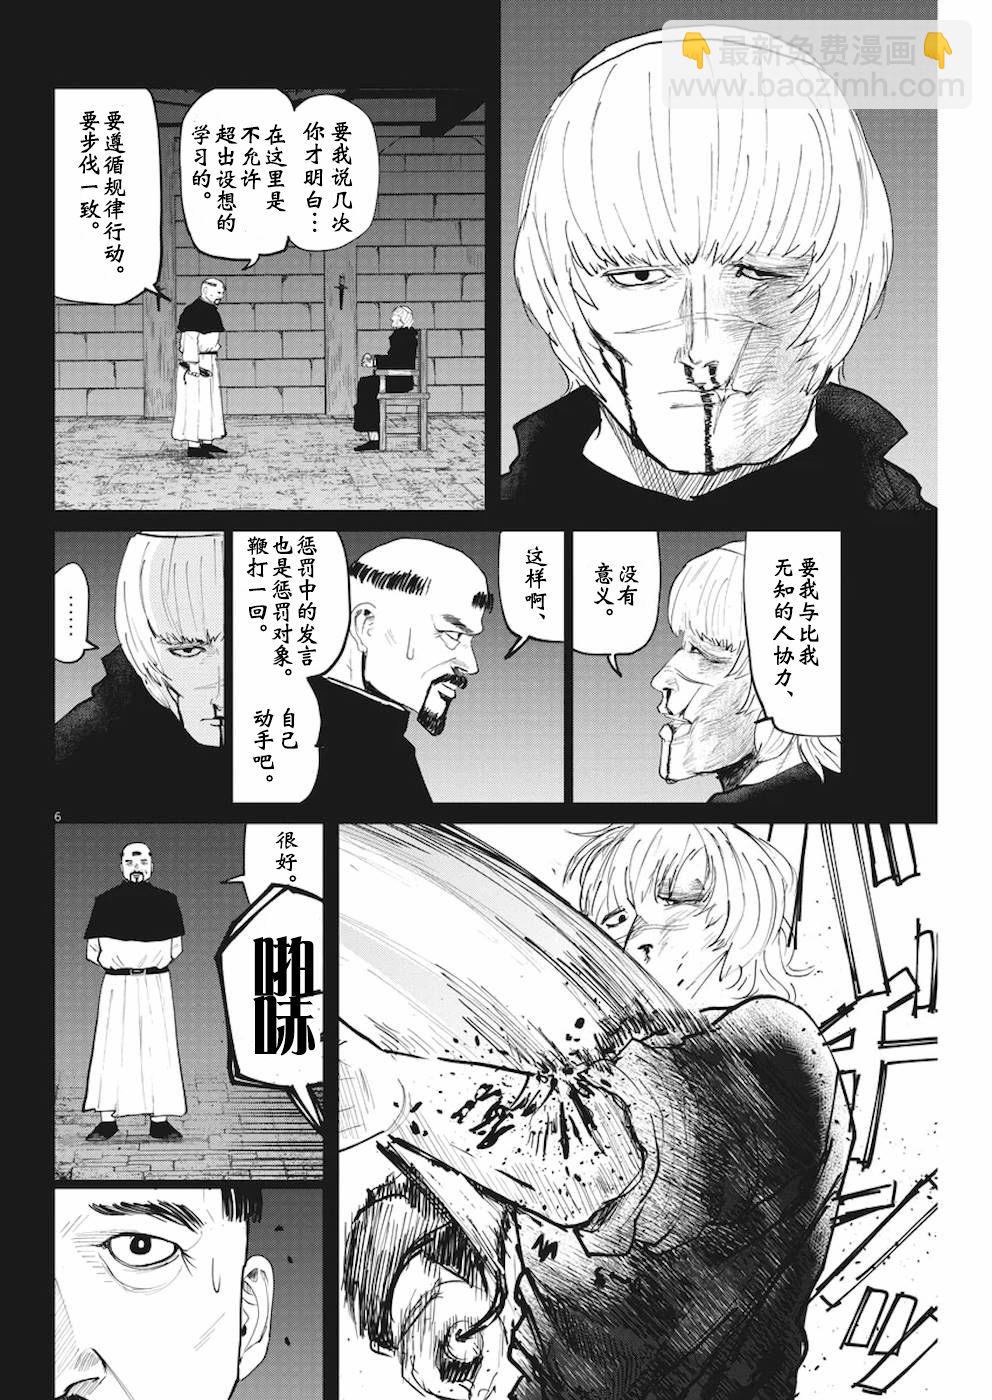 最新免费漫画
www.baozimh.com
要我说几次
你才明白…
在这里是
不允许
超出设想的
学习的。
要遵循规律行动。
要步伐一致。
要我与比我
无知的人协力、
没有
意义。
这样啊、
惩罚中的发言
也是惩罚对象。
鞭打一回。
自己
动手吧。
……
6
很好。
啪
哧